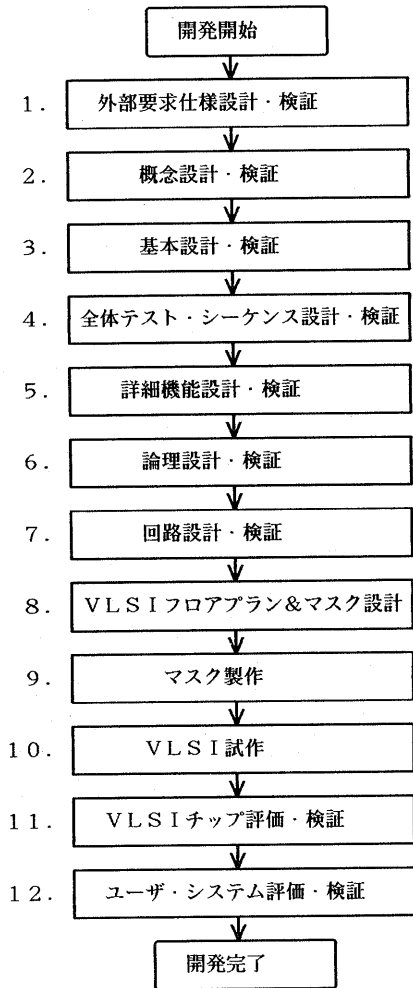 開発開始
1. 外部要求仕様設計・検証
2. 概念設計・検証
3. 基本設計・検証
4. 全体テスト・シーケンス設計・検証
5. 詳細機能設計・検証
6. 論理設計・検証
7. 回路設計・検証
8. VLSIフロアプラン&マスク設計
9. マスク製作
10. VLSI試作
11. VLSIチップ評価・検証
12. ユーザ・システム評価・検証
開発完了